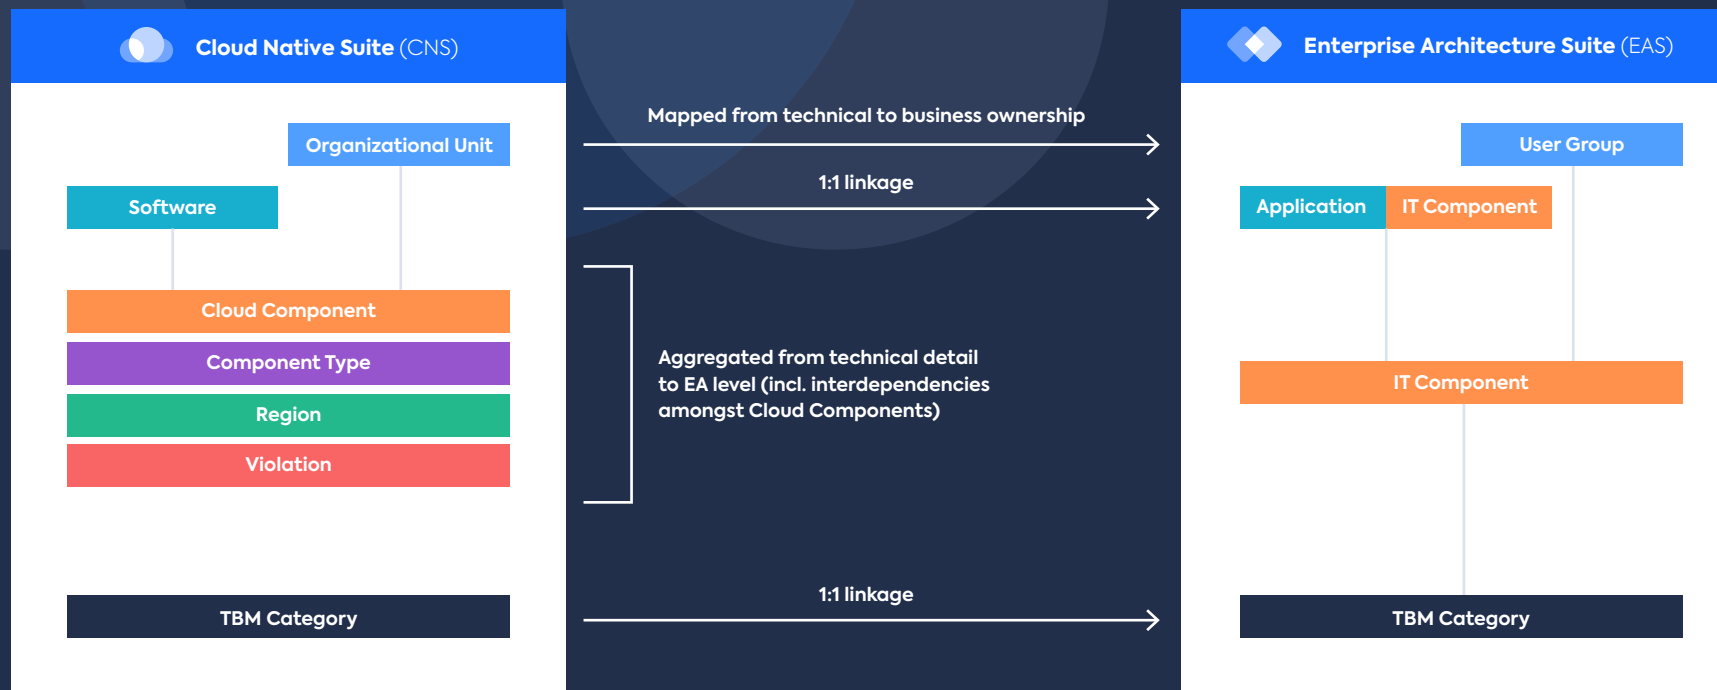 Cloud Native Suite (CNS)
Organizational Unit
Software
Cloud Component
Component Type
Region
Violation
TBM Category
Mapped from technical to business ownership
1:1 linkage
Aggregated from technical detail
to EA level (incl. interdependencies
amongst Cloud Components)
1:1 linkage
Enterprise Architecture Suite (EAS)
User Group
Application IT Component
IT Component
TBM Category